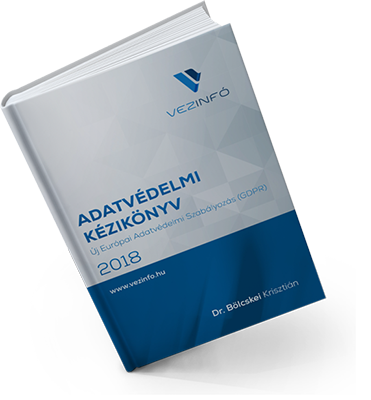 VEZINFÓ
ADATVÉDELMI
KÉZIKÖNYV
Új Európai Adatvédelmi Szabályozás (GDPR)
2018
www.vezinfo.hu
Dr. Bölcskei Krisztián